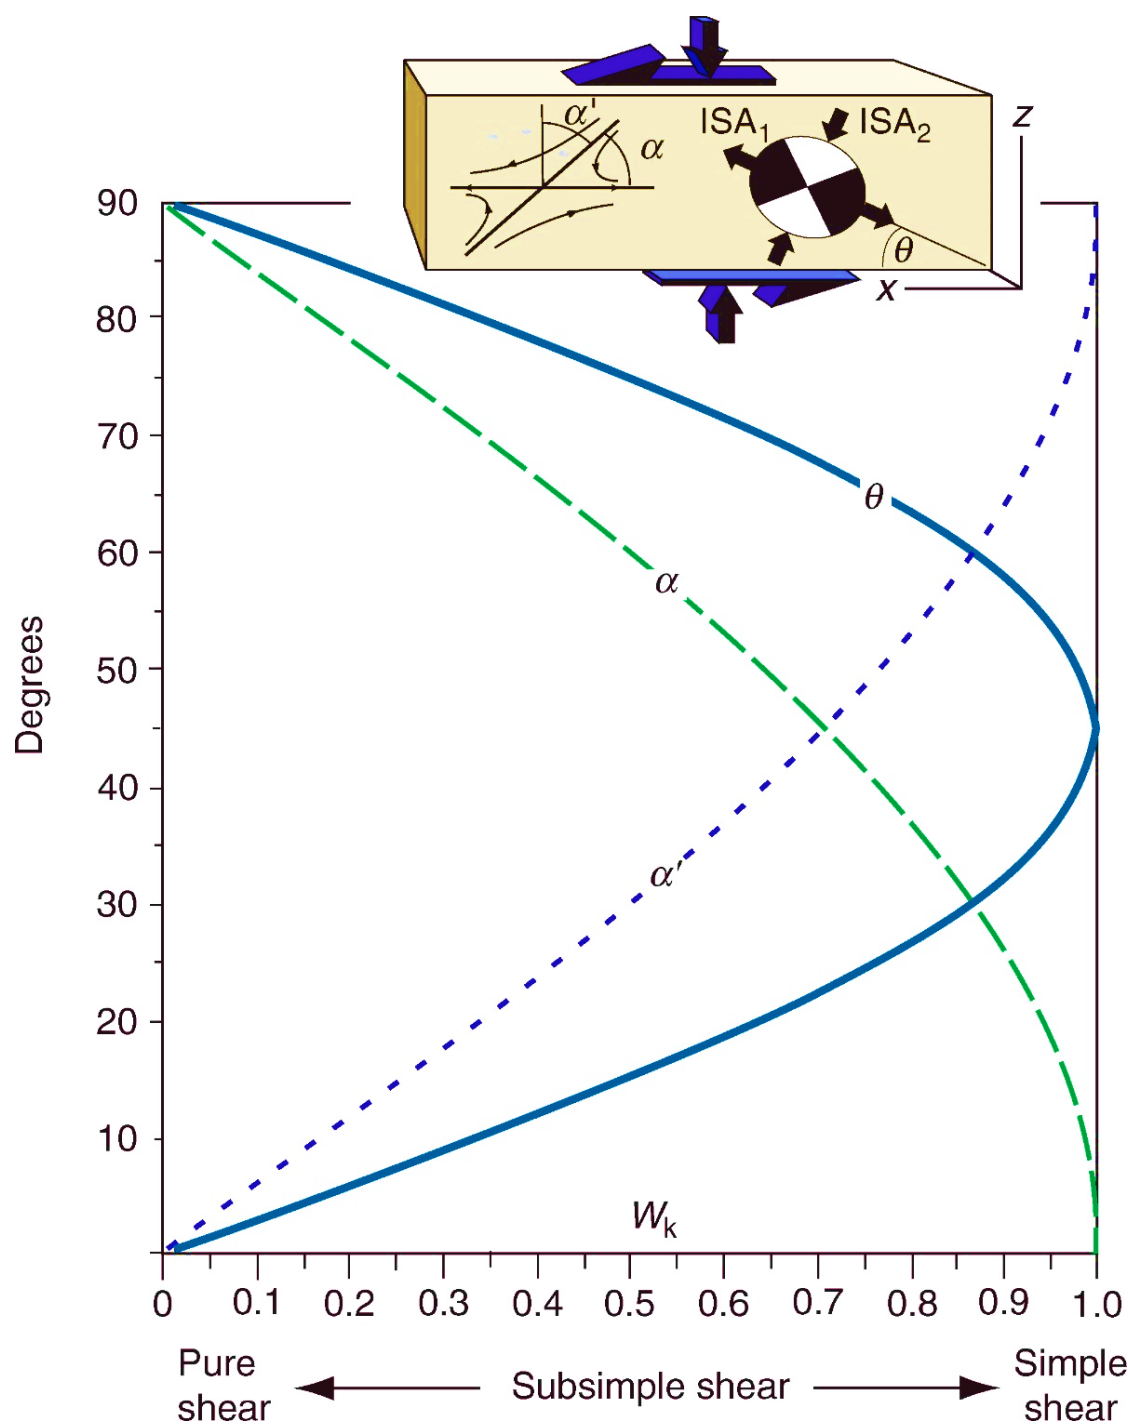 α'
α
ISA₁
ISA₂
z
θ
x
90
80
70
60
50
40
30
20
10
Degrees
θ
α
α'
Wₖ
0 0.1 0.2 0.3 0.4 0.5 0.6 0.7 0.8 0.9 1.0
Pure
shear
Subsimple shear
Simple
shear